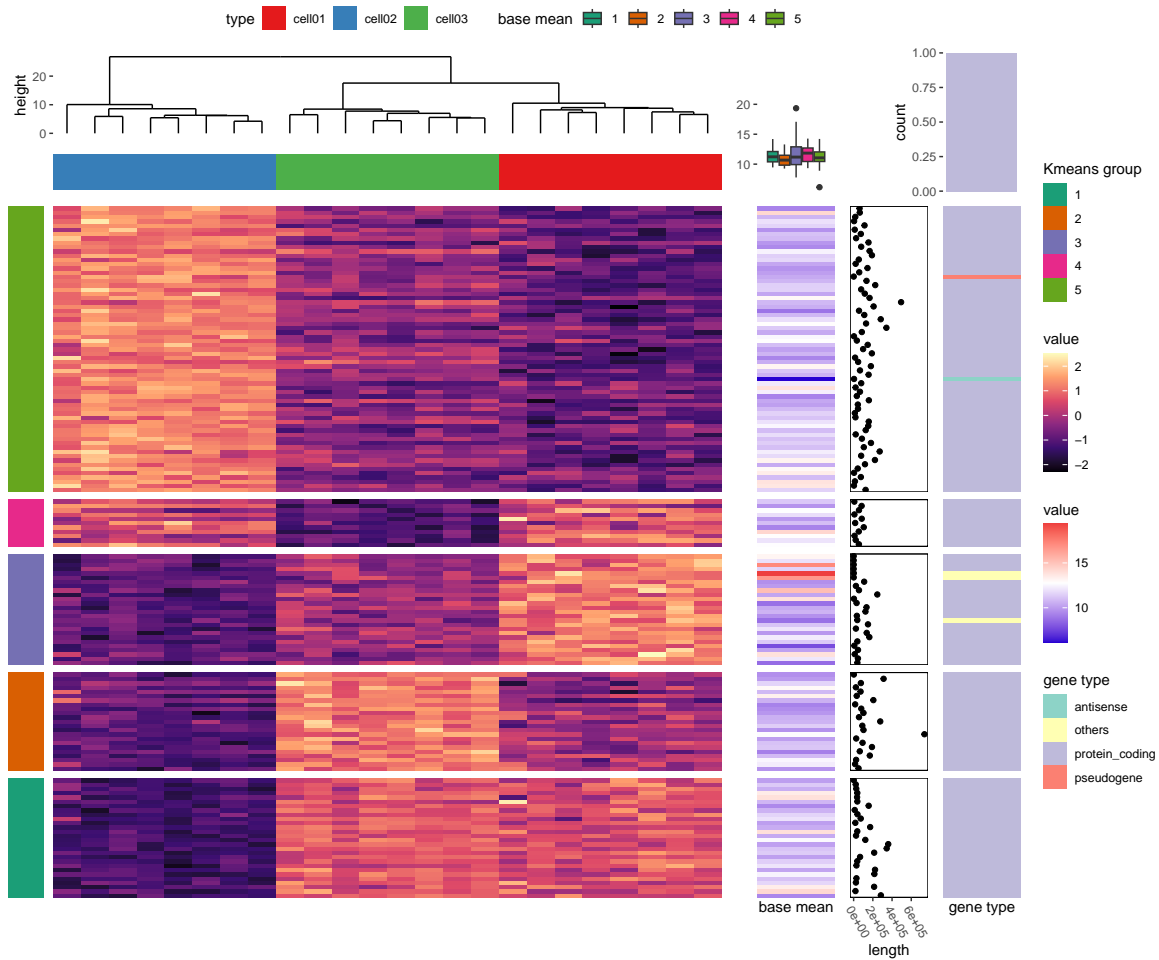 type cell01 cell02 cell03 base mean 1 2 3 4 5
height
20
10
0
20
15
10
count
1.00
0.75
0.50
0.25
0.00
Kmeans group
1
2
3
4
5
value
2
1
0
−1
−2
value
15
10
gene type
antisense
others
protein_coding
pseudogene
base mean
0e+00
2e+05
4e+05
6e+05
length
gene type